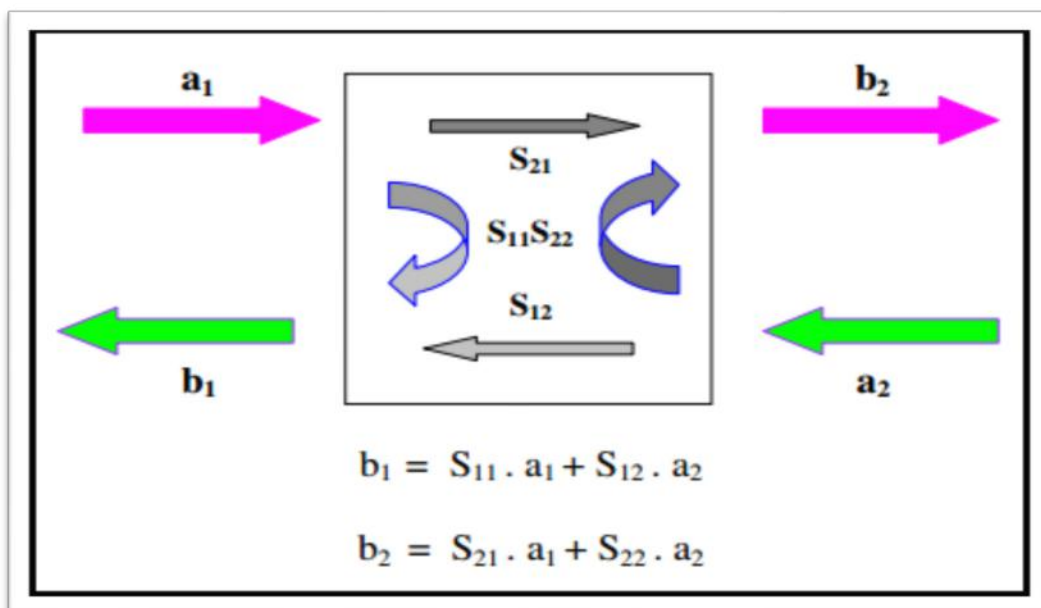 a₁
b₂
S₂₁
S₁₁S₂₂
S₁₂
b₁
a₂
b₁ = S₁₁ . a₁ + S₁₂ . a₂
b₂ = S₂₁ . a₁ + S₂₂ . a₂